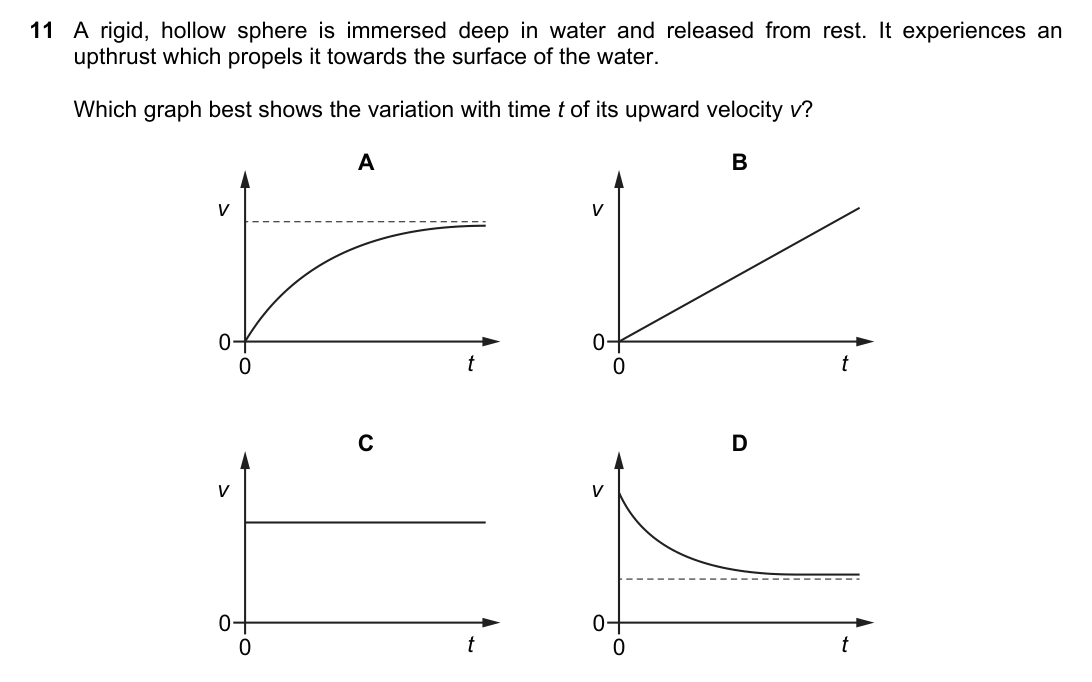 11 A rigid, hollow sphere is immersed deep in water and released from rest. It experiences an
upthrust which propels it towards the surface of the water.
Which graph best shows the variation with time t of its upward velocity v?
A
v
0
0
t
B
v
0
0
t
C
v
0
0
t
D
v
0
0
t